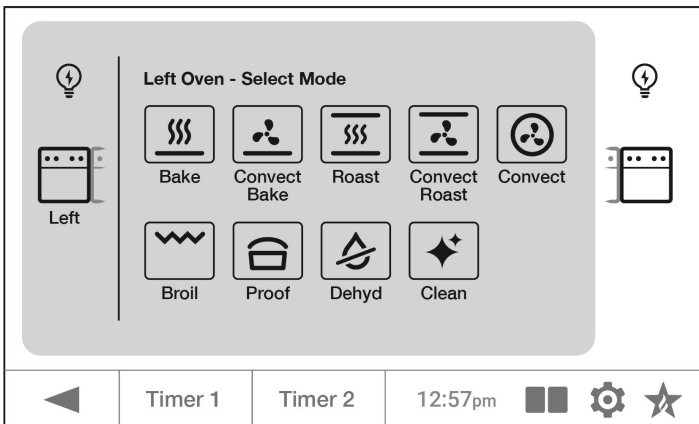 Left Oven - Select Mode
Bake
Convect
Bake
Roast
Convect
Roast
Convect
Left
Broil
Proof
Dehyd
Clean
Timer 1
Timer 2
12:57pm